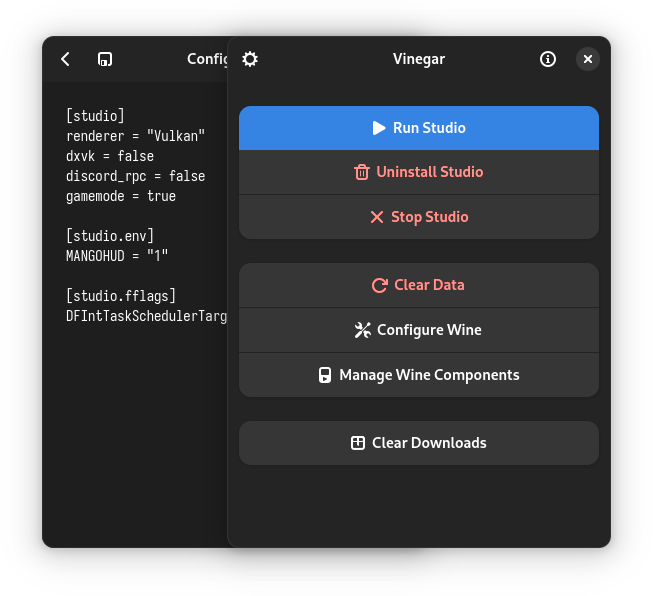 Config
[studio]
renderer = "Vulkan"
dxvk = false
discord_rpc = false
gamemode = true
[studio.env]
MANGOHUD = "1"
[studio.fflags]
DFIntTaskSchedulerTarg
Vinegar
Run Studio
Uninstall Studio
Stop Studio
Clear Data
Configure Wine
Manage Wine Components
Clear Downloads